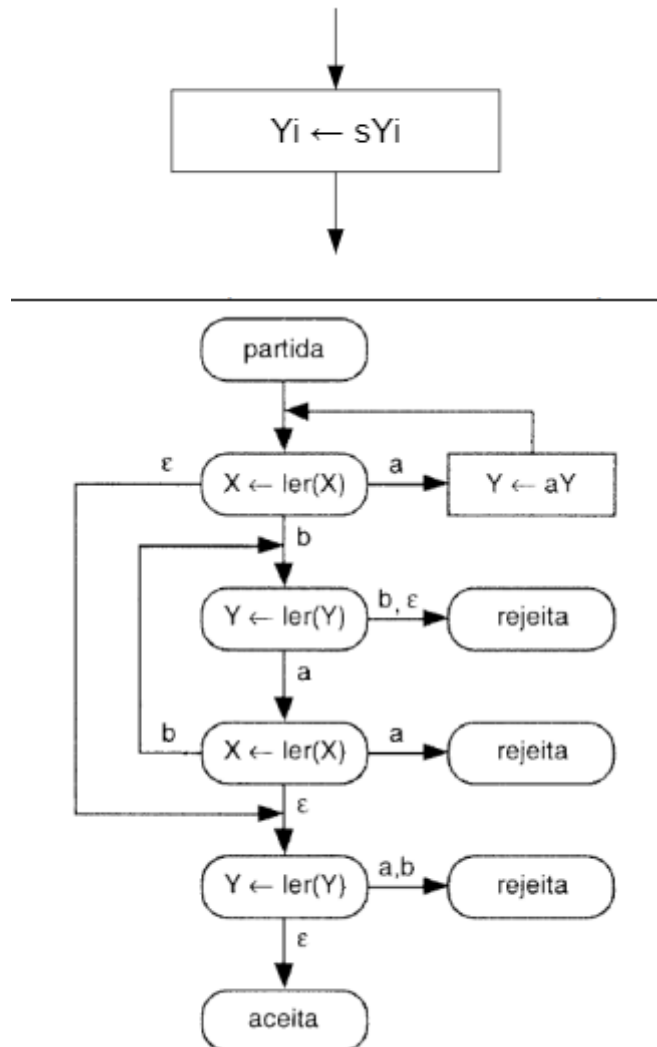 Yi ← sYi
partida
ε
X ← ler(X)
a
Y ← aY
b
Y ← ler(Y)
b, ε
rejeita
a
b
X ← ler(X)
a
rejeita
ε
Y ← ler(Y}
a,b
rejeita
ε
aceita